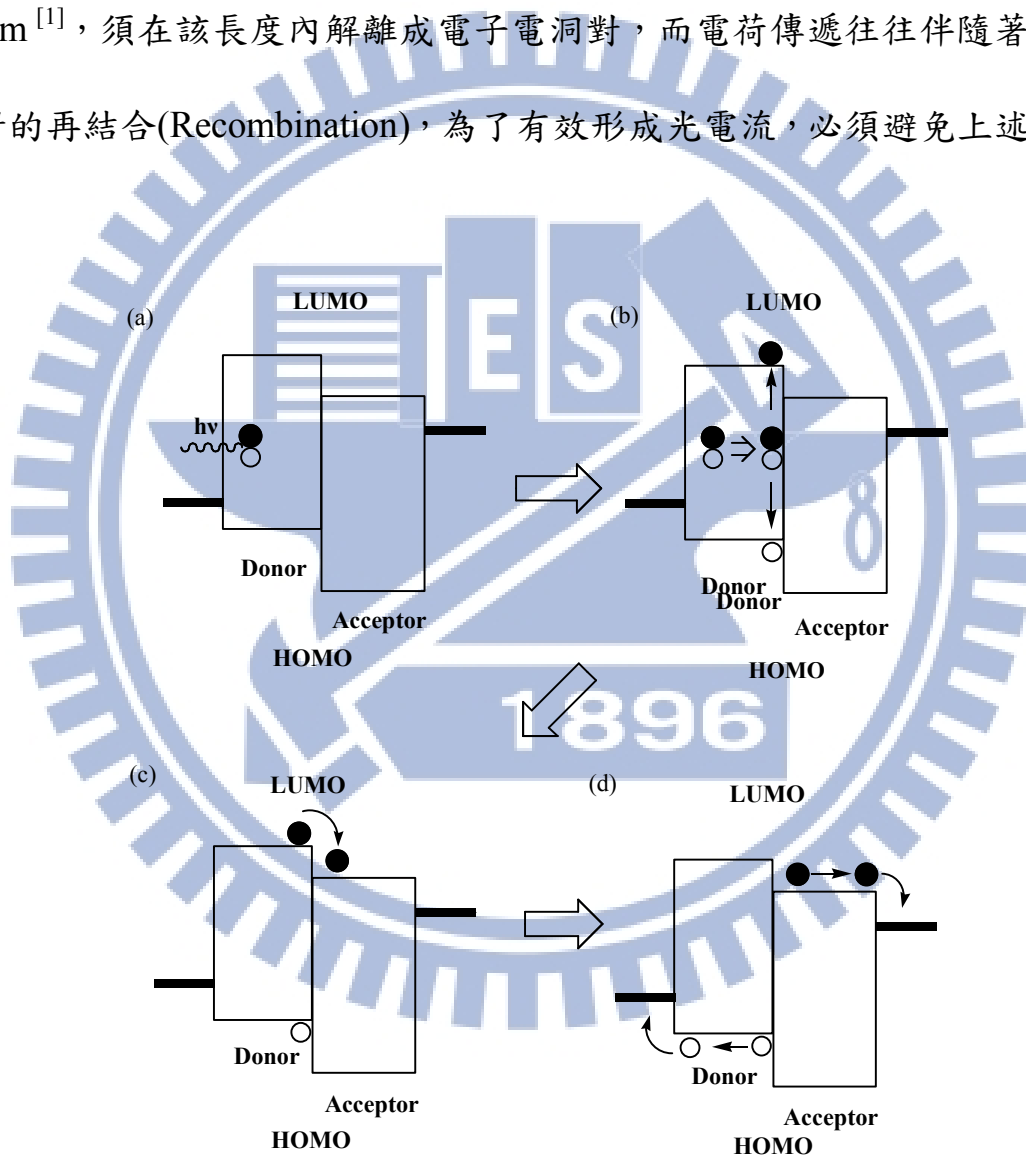 m [1],須在該長度內解離成電子電洞對,而電荷傳遞往往伴隨著
的再結合(Recombination),為了有效形成光電流,必須避免上述
(a)
LUMO
(b)
LUMO
ES
A
hν
8
Donor
Acceptor
HOMO
Donor
Donor
Acceptor
HOMO
1896
(c)
LUMO
(d)
LUMO
Donor
Acceptor
HOMO
Donor
Acceptor
HOMO